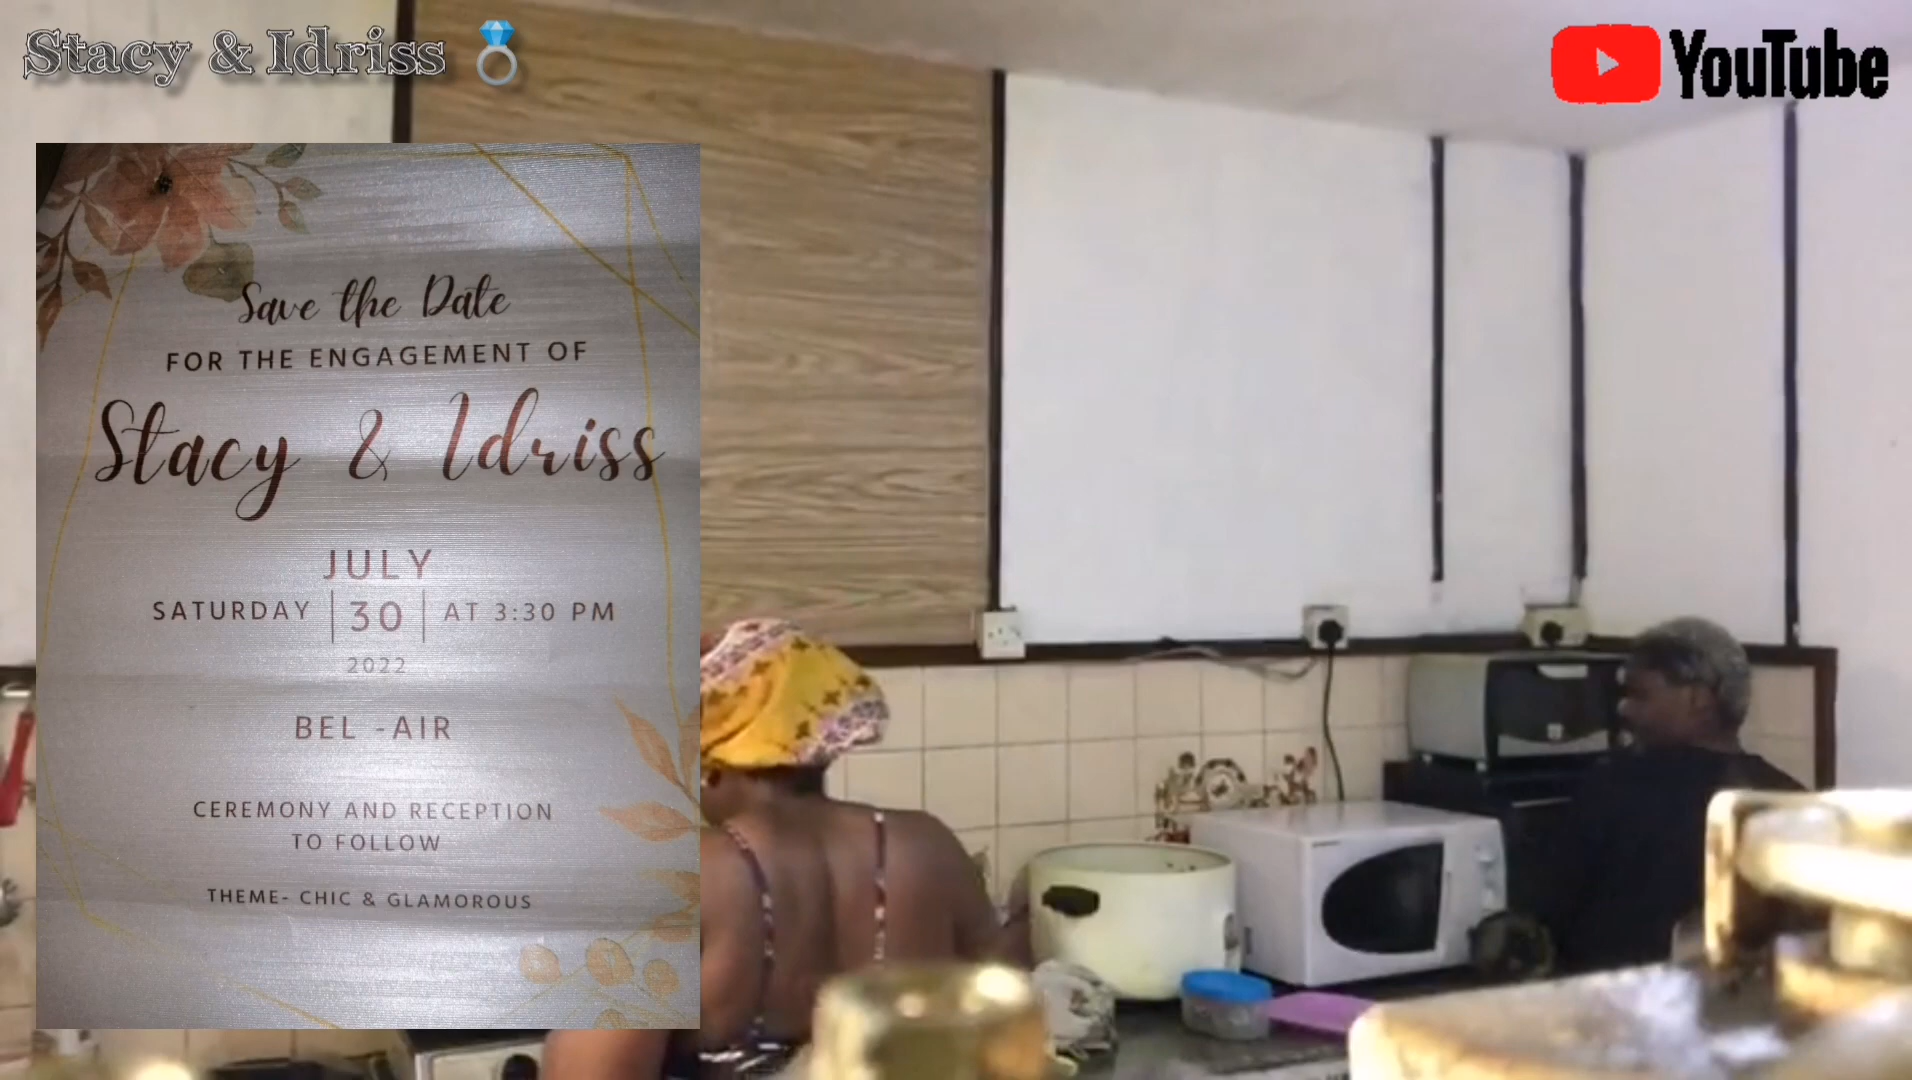 Stacy & Idriss
YouTube
Save the Date
FOR THE ENGAGEMENT OF
Stacy & Idriss
JULY
SATURDAY | 30 | AT 3:30 PM
2022
BEL -AIR
CEREMONY AND RECEPTION
TO FOLLOW
THEME- CHIC & GLAMOROUS